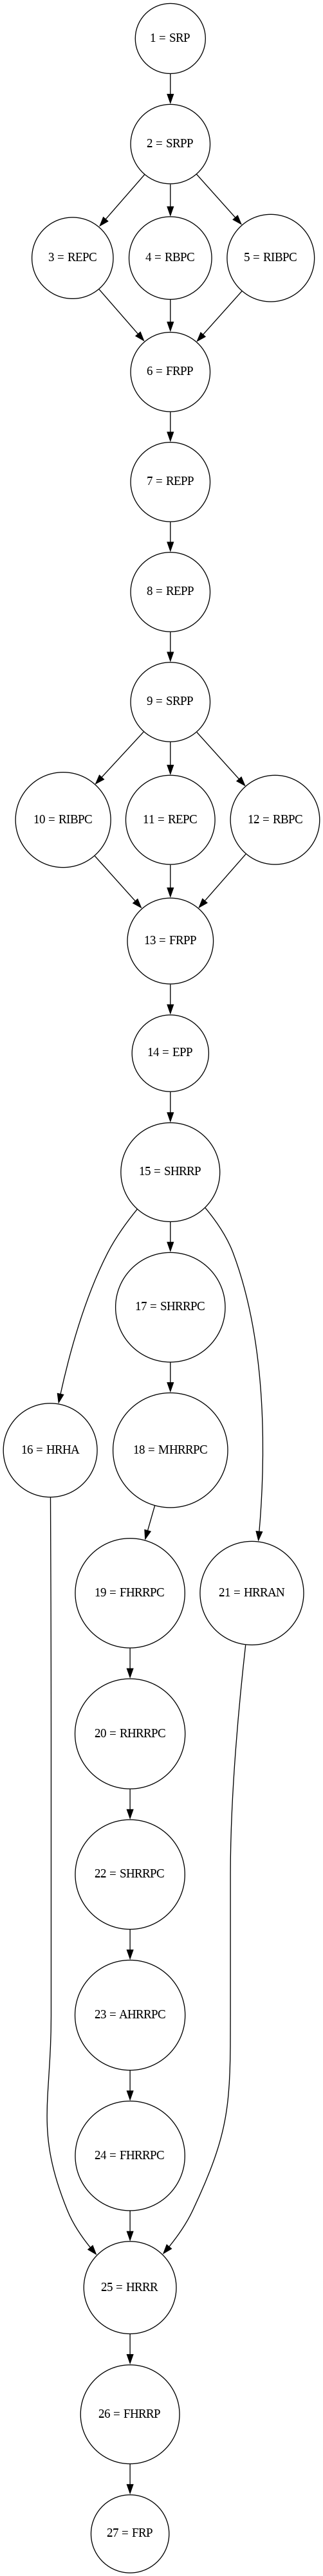 1 = SRP
2 = SRPP
3 = REPC
4 = RBPC
5 = RIBPC
6 = FRPP
7 = REPP
8 = REPP
9 = SRPP
10 = RIBPC
11 = REPC
12 = RBPC
13 = FRPP
14 = EPP
15 = SHRRP
17 = SHRRPC
16 = HRHA
18 = MHRRPC
19 = FHRRPC
21 = HRRAN
20 = RHRRPC
22 = SHRRPC
23 = AHRRPC
24 = FHRRPC
25 = HRRR
26 = FHRRP
27 = FRP